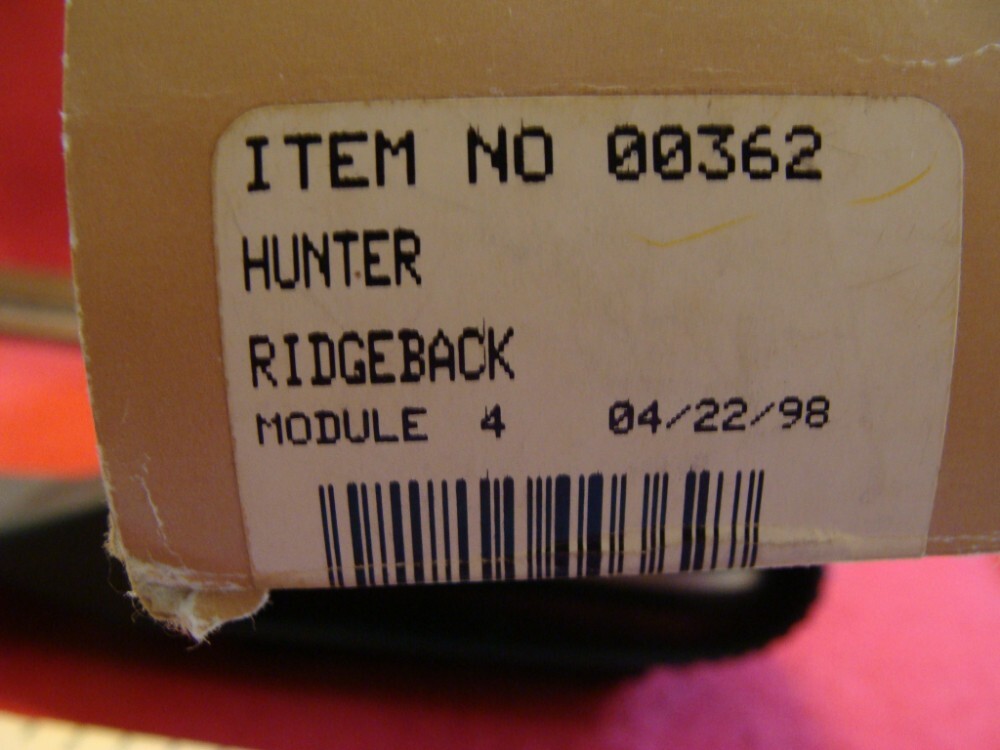 ITEM NO 00362
HUNTER
RIDGEBACK
MODULE 4 04/22/98